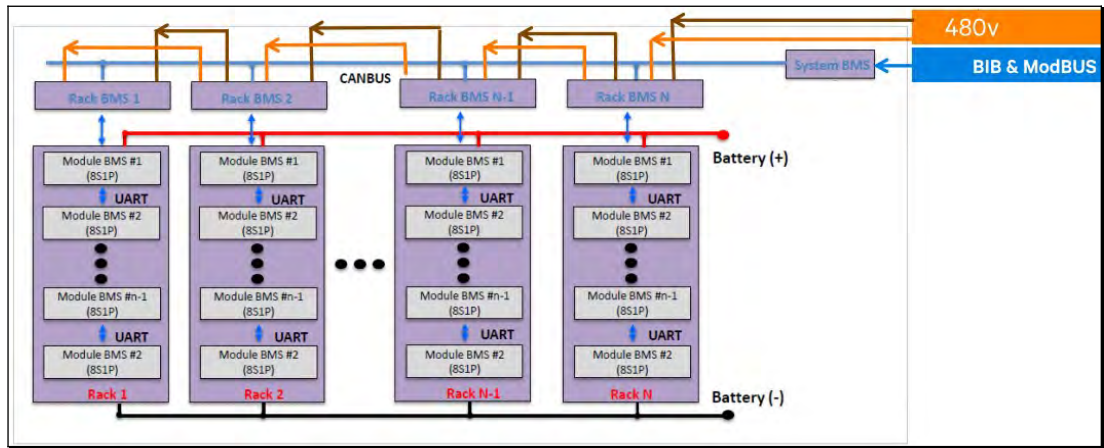 480v
BIB & ModBUS
System BMS
CANBUS
Rack BMS 1
Rack BMS 2
Rack BMS N-1
Rack BMS N
Battery (+)
Module BMS #1
(8S1P)
UART
Module BMS #2
(8S1P)
Module BMS #n-1
(8S1P)
UART
Module BMS #2
(8S1P)
Rack 1
Module BMS #1
(8S1P)
UART
Module BMS #2
(8S1P)
Module BMS #n-1
(8S1P)
UART
Module BMS #2
(8S1P)
Rack 2
Module BMS #1
(8S1P)
UART
Module BMS #2
(8S1P)
Module BMS #n-1
(8S1P)
UART
Module BMS #2
(8S1P)
Rack N-1
Module BMS #1
(8S1P)
UART
Module BMS #2
(8S1P)
Module BMS #n-1
(8S1P)
UART
Module BMS #2
(8S1P)
Rack N
Battery (-)